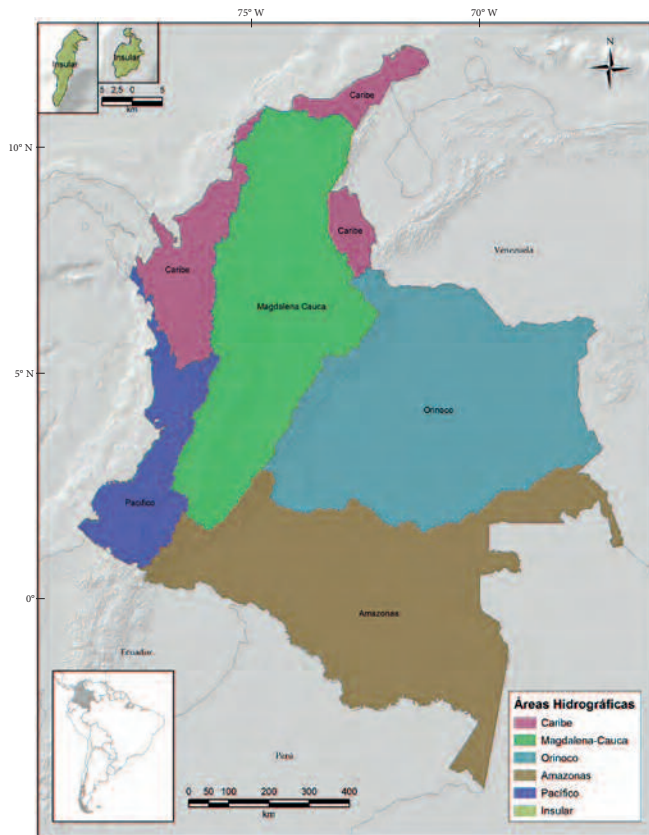 75° W
70° W
N
Insular
Insular
5 2,5 0 5
km
Caribe
10° N
Caribe
Venezuela
Caribe
Magdalena Cauca
5° N
Orinoco
Pacífico
0°
Amazonas
Ecuador
Perú
Áreas Hidrográficas
Caribe
Magdalena-Cauca
Orinoco
Amazonas
Pacífico
Insular
0 50 100 200 300 400
km